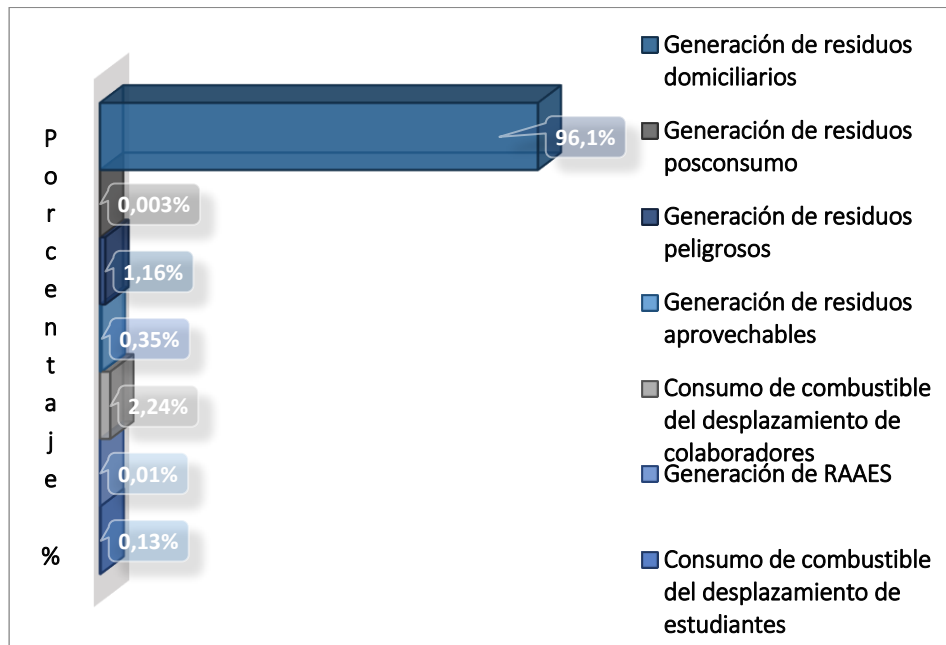 Porcentaje %
96,1%
0,003%
1,16%
0,35%
2,24%
0,01%
0,13%
Generación de residuos
domiciliarios
Generación de residuos
posconsumo
Generación de residuos
peligrosos
Generación de residuos
aprovechables
Consumo de combustible
del desplazamiento de
colaboradores
Generación de RAAES
Consumo de combustible
del desplazamiento de
estudiantes